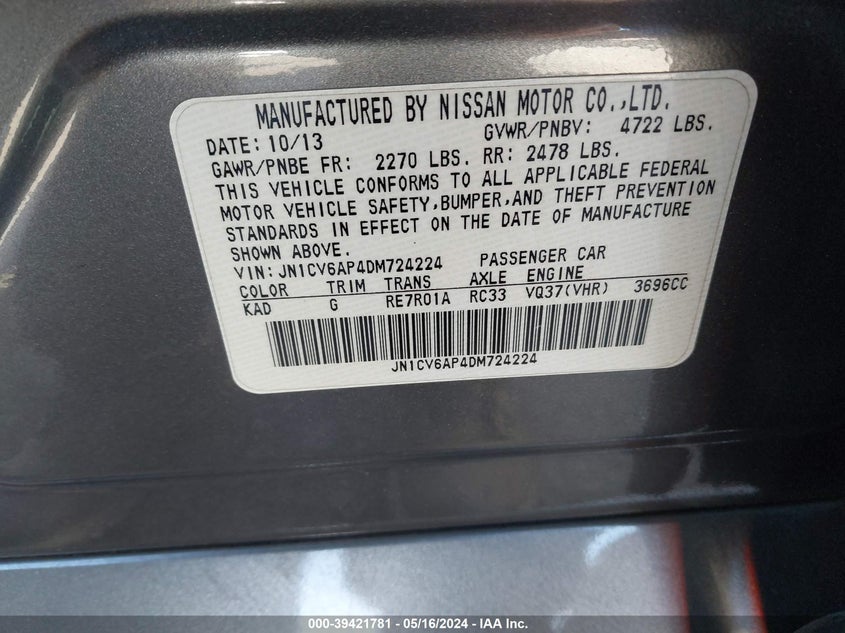 MANUFACTURED BY NISSAN MOTOR CO.,LTD.
DATE: 10/13 GVWR/PNBV: 4722 LBS.
GAWR/PNBE FR: 2270 LBS. RR: 2478 LBS.
THIS VEHICLE CONFORMS TO ALL APPLICABLE FEDERAL
MOTOR VEHICLE SAFETY,BUMPER,AND THEFT PREVENTION
STANDARDS IN EFFECT ON THE DATE OF MANUFACTURE
SHOWN ABOVE.
VIN: JN1CV6AP4DM724224 PASSENGER CAR
COLOR TRIM TRANS AXLE ENGINE
KAD G RE7R01A RC33 VQ37(VHR) 3696CC
JN1CV6AP4DM724224
000-39421781 - 05/16/2024 - IAA Inc.